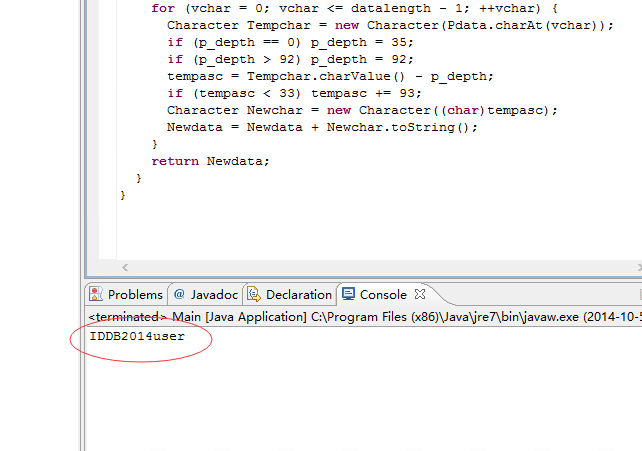 for (vchar = 0; vchar <= datalength - 1; ++vchar) {
Character Tempchar = new Character(Pdata.charAt(vchar));
if (p_depth == 0) p_depth = 35;
if (p_depth > 92) p_depth = 92;
tempasc = Tempchar.charValue() - p_depth;
if (tempasc < 33) tempasc += 93;
Character Newchar = new Character((char)tempasc);
Newdata = Newdata + Newchar.toString();
}
return Newdata;
}
}
Problems @ Javadoc Declaration Console
<terminated> Main [Java Application] C:\Program Files (x86)\Java\jre7\bin\javaw.exe (2014-10-5
IDDB2014user